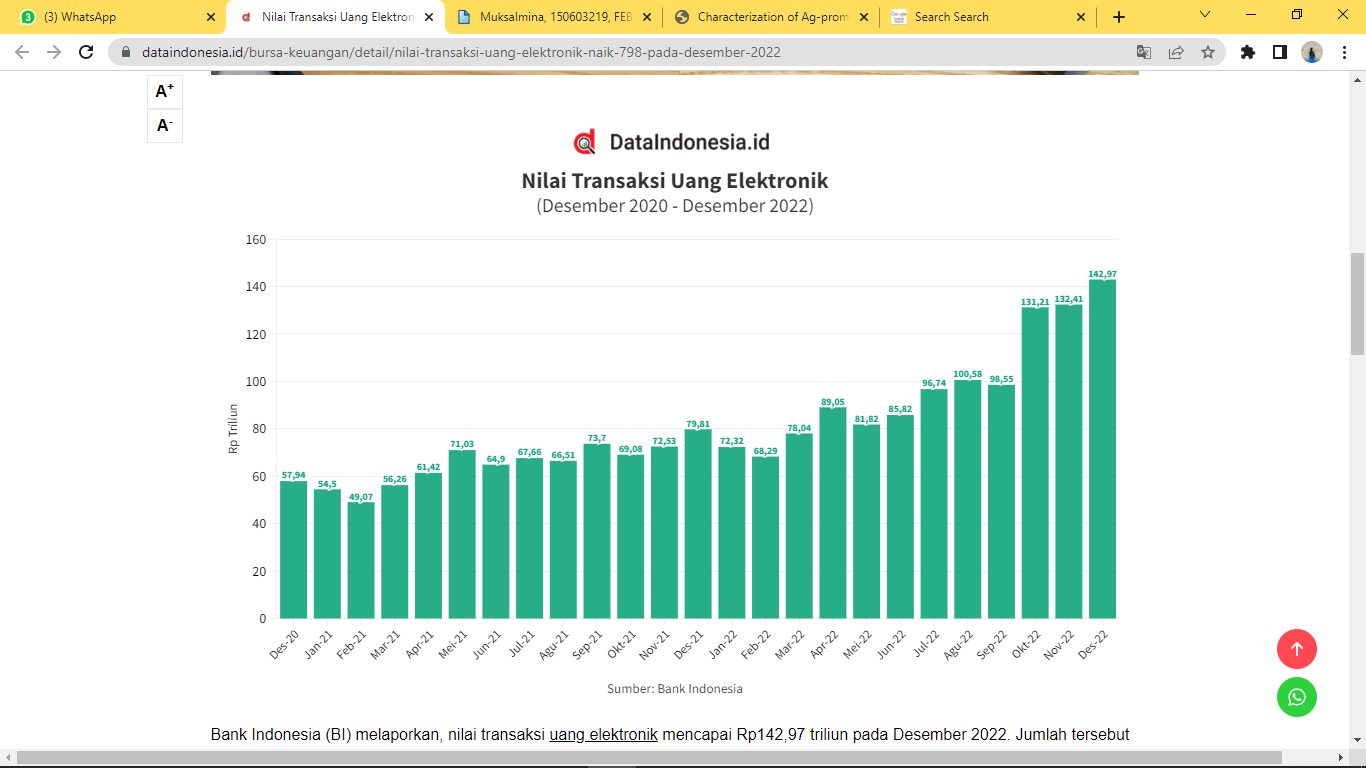 (3) WhatsApp
Nilai Transaksi Uang Elektron
Muksalmina, 150603219, FEB
Characterization of Ag-prom
Search Search
dataindonesia.id/bursa-keuangan/detail/nilai-transaksi-uang-elektronik-naik-798-pada-desember-2022
A+
A-
DataIndonesia.id
Nilai Transaksi Uang Elektronik
(Desember 2020 - Desember 2022)
Rp Triliun
160
140
120
100
80
60
40
20
0
57,94
54,5
49,07
56,26
61,42
71,03
64,9
67,66
66,51
73,7
69,08
72,53
79,81
72,32
68,29
78,04
89,05
81,82
85,82
96,74
100,58
98,55
131,21
132,41
142,97
Des-20
Jan-21
Feb-21
Mar-21
Apr-21
Mei-21
Jun-21
Jul-21
Agu-21
Sep-21
Okt-21
Nov-21
Des-21
Jan-22
Feb-22
Mar-22
Apr-22
Mei-22
Jun-22
Jul-22
Agu-22
Sep-22
Okt-22
Nov-22
Des-22
Sumber: Bank Indonesia
Bank Indonesia (BI) melaporkan, nilai transaksi uang elektronik mencapai Rp142,97 triliun pada Desember 2022. Jumlah tersebut